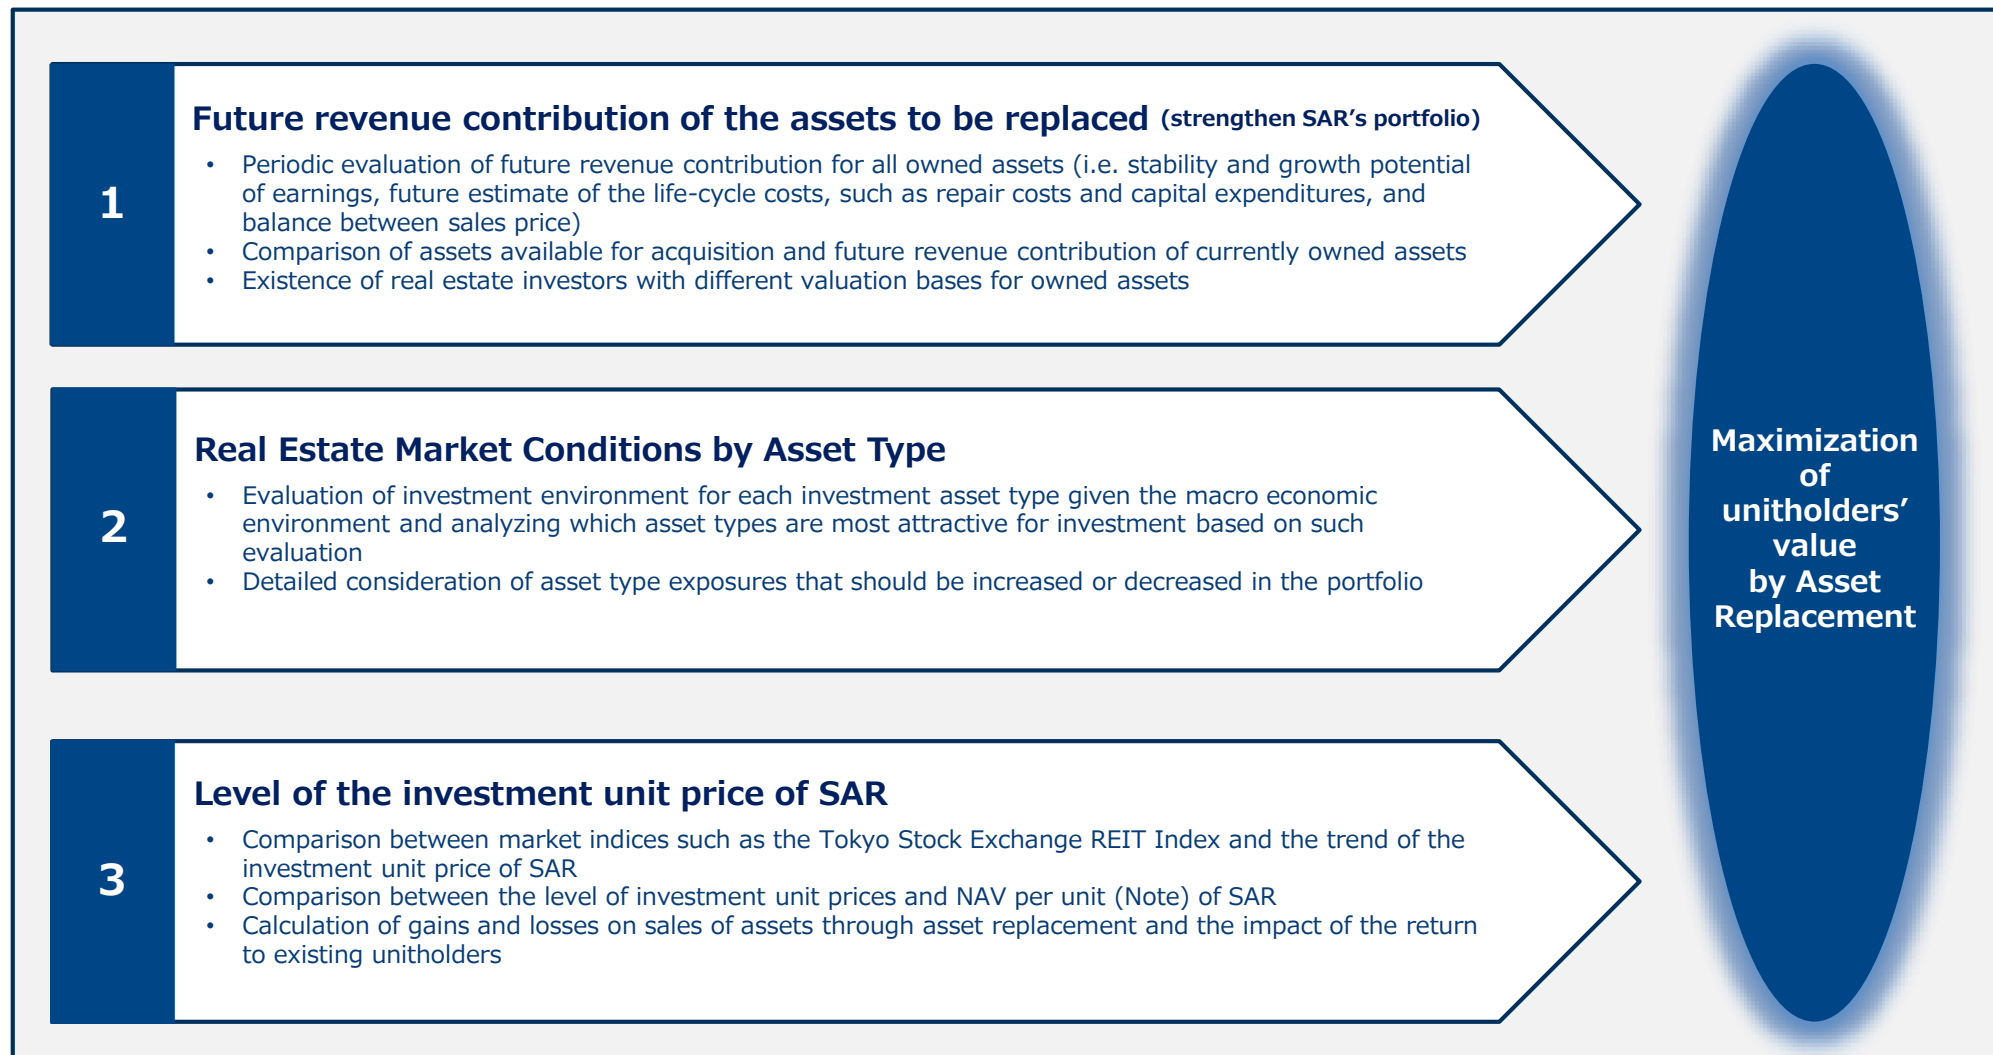 1
Future revenue contribution of the assets to be replaced (strengthen SAR’s portfolio)
• Periodic evaluation of future revenue contribution for all owned assets (i.e. stability and growth potential
of earnings, future estimate of the life-cycle costs, such as repair costs and capital expenditures, and
balance between sales price)
• Comparison of assets available for acquisition and future revenue contribution of currently owned assets
• Existence of real estate investors with different valuation bases for owned assets
2
Real Estate Market Conditions by Asset Type
• Evaluation of investment environment for each investment asset type given the macro economic
environment and analyzing which asset types are most attractive for investment based on such
evaluation
• Detailed consideration of asset type exposures that should be increased or decreased in the portfolio
3
Level of the investment unit price of SAR
• Comparison between market indices such as the Tokyo Stock Exchange REIT Index and the trend of the
investment unit price of SAR
• Comparison between the level of investment unit prices and NAV per unit (Note) of SAR
• Calculation of gains and losses on sales of assets through asset replacement and the impact of the return
to existing unitholders
Maximization
of
unitholders’
value
by Asset
Replacement